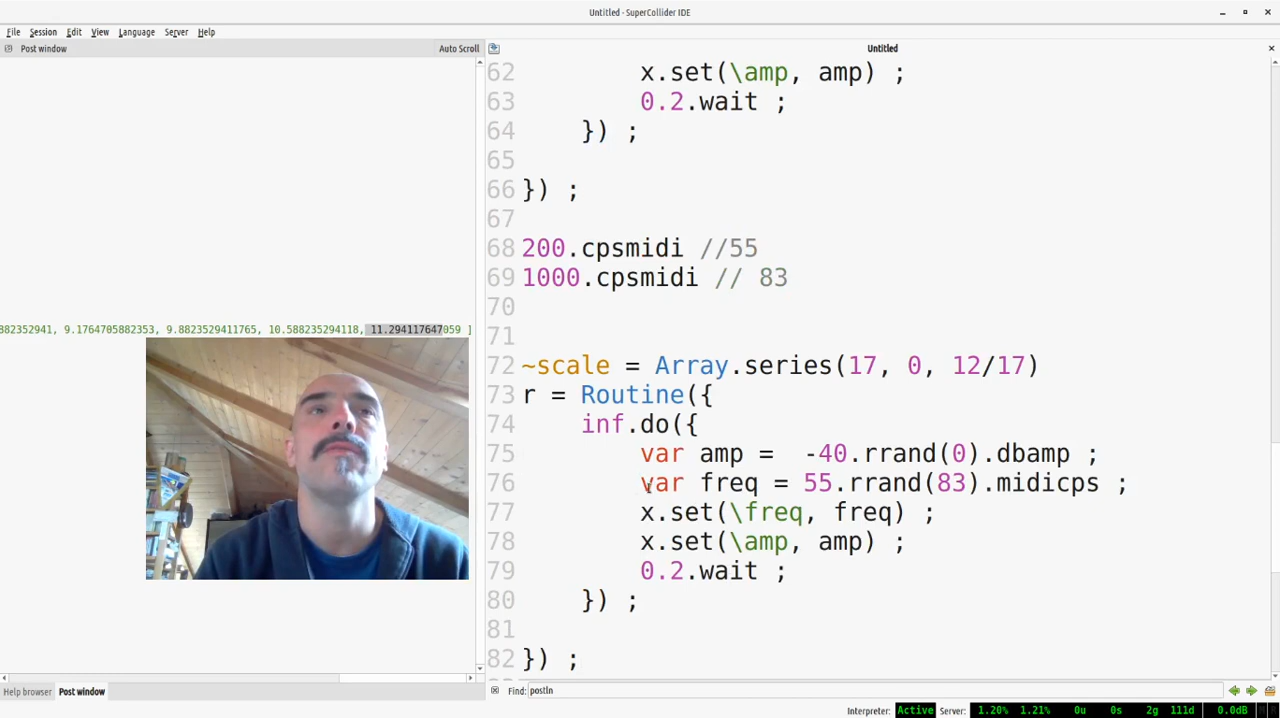 Untitled - SuperCollider IDE
File Session Edit View Language Server Help
Post window
Auto Scroll
Untitled
882352941, 9.1764705882353, 9.8823529411765, 10.588235294118, 11.294117647059 ]
62 x.set(\amp, amp) ;
63 0.2.wait ;
64 }) ;
65
66 }) ;
67
68 200.cpsmidi //55
69 1000.cpsmidi // 83
70
71
72 ~scale = Array.series(17, 0, 12/17)
73 r = Routine({
74 inf.do({
75 var amp = -40.rrand(0).dbamp ;
76 var freq = 55.rrand(83).midicps ;
77 x.set(\freq, freq) ;
78 x.set(\amp, amp) ;
79 0.2.wait ;
80 }) ;
81
82 }) ;
Help browser Post window
Find: postln
Interpreter: Active Server: 1.20% 1.21% 0u 0s 2g 111d 0.0dB